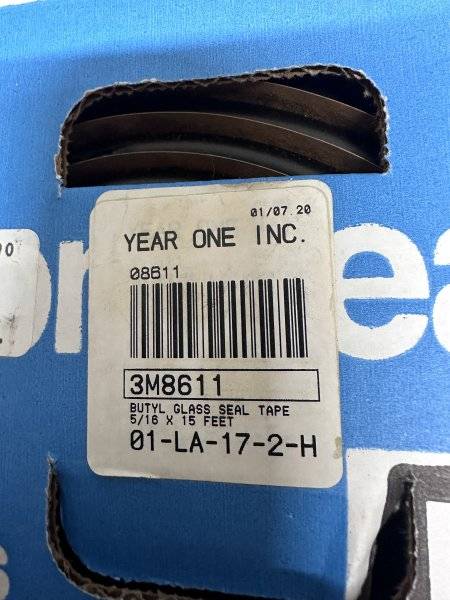 01/07.20
YEAR ONE INC.
08611
3M8611
BUTYL GLASS SEAL TAPE
5/16 X 15 FEET
01-LA-17-2-H